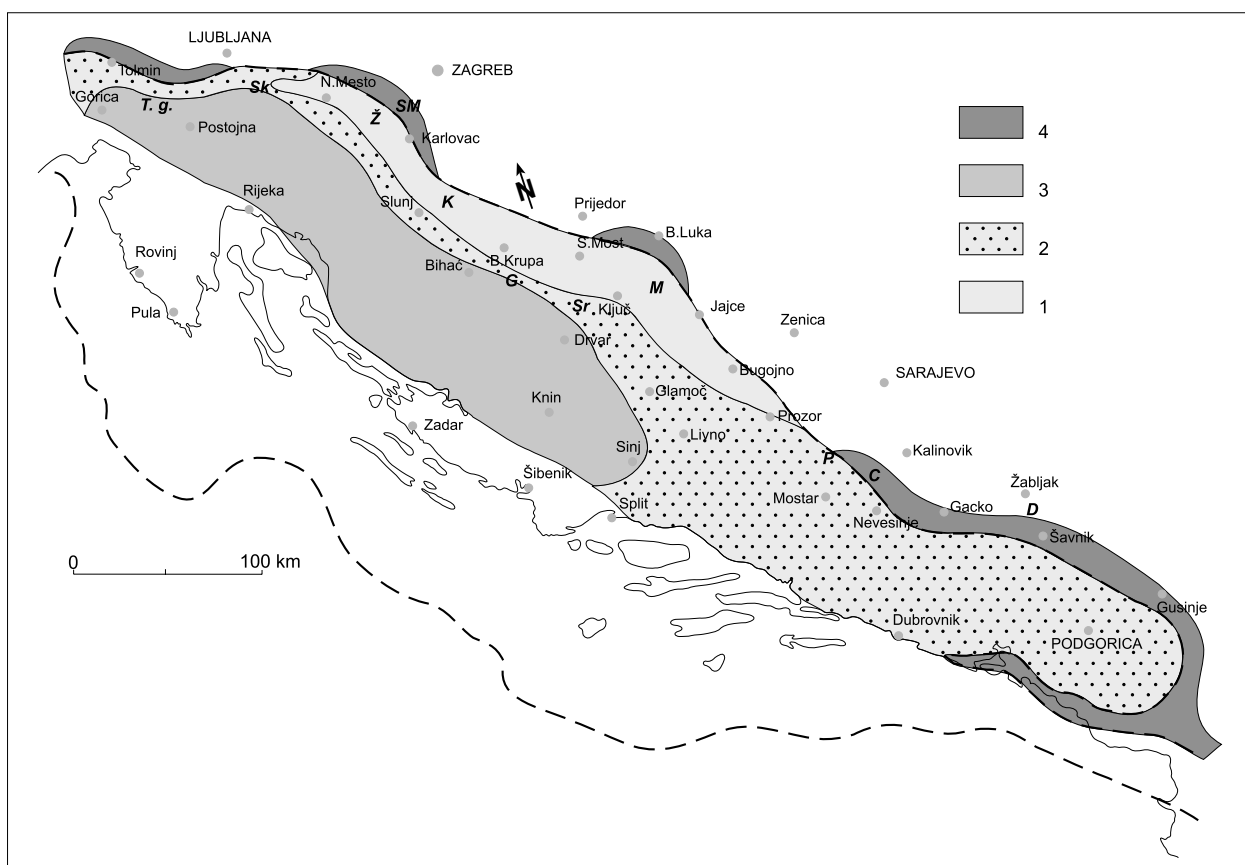 LJUBLJANA
ZAGREB
Tolmin
Sk
N.Mesto
Gorica
T. g.
SM
4
Ž
Postojna
Karlovac
3
Rijeka
N
K
Slunj
Prijedor
2
B.Luka
S.Most
Rovinj
B.Krupa
Bihać
G
M
Sr
1
Pula
Ključ
Jajce
Zenica
Drvar
Bugojno
SARAJEVO
Glamoč
Knin
Prozor
Zadar
Livno
Sinj
P
Kalinovik
Šibenik
C
Žabljak
Mostar
Split
Nevesinje
Gacko
D
Šavnik
0 100 km
Gusinje
Dubrovnik
PODGORICA